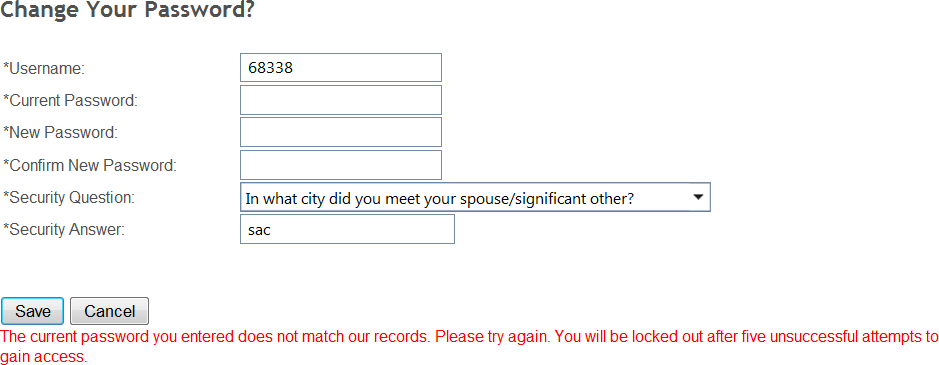 Change Your Password?
*Username: 68338
*Current Password:
*New Password:
*Confirm New Password:
*Security Question: In what city did you meet your spouse/significant other?
*Security Answer: sac
Save Cancel
The current password you entered does not match our records. Please try again. You will be locked out after five unsuccessful attempts to
gain access.